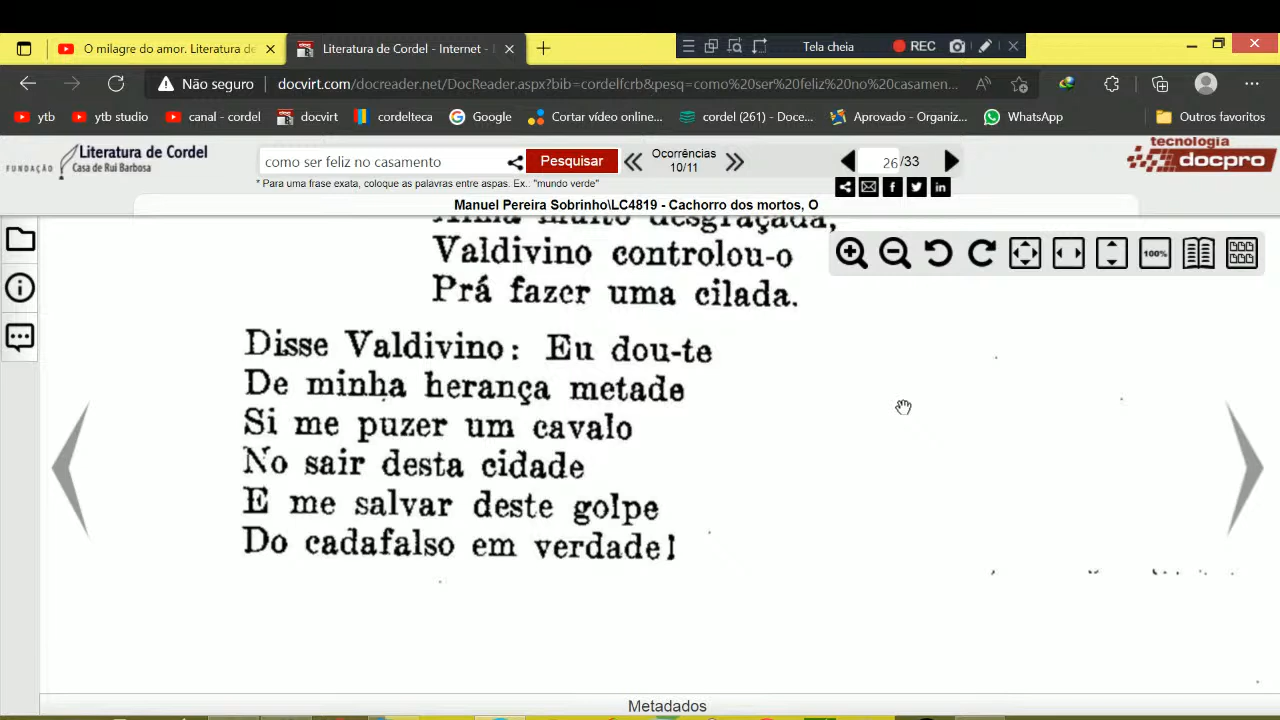 O milagre do amor. Literatura de
Literatura de Cordel - Internet -
Tela cheia
REC
Não seguro
docvirt.com/docreader.net/DocReader.aspx?bib=cordelfcrb&pesq=como%20ser%20feliz%20no%20casamen...
ytb
ytb studio
canal - cordel
docvirt
cordelteca
Google
Cortar vídeo online...
cordel (261) - Doce...
Aprovado - Organiz...
WhatsApp
Outros favoritos
FUNDAÇÃO
Literatura de Cordel
Casa de Rui Barbosa
como ser feliz no casamento
Pesquisar
Ocorrências
10/11
26 /33
tecnologia
docpro
* Para uma frase exata, coloque as palavras entre aspas. Ex.: "mundo verde"
Manuel Pereira Sobrinho\LC4819 - Cachorro dos mortos, O
100%
muito desgraçada,
Valdivino controlou-o
Prá fazer uma cilada.
Disse Valdivino: Eu dou-te
De minha herança metade
Si me puzer um cavalo
No sair desta cidade
E me salvar deste golpe
Do cadafalso em verdade!
Metadados